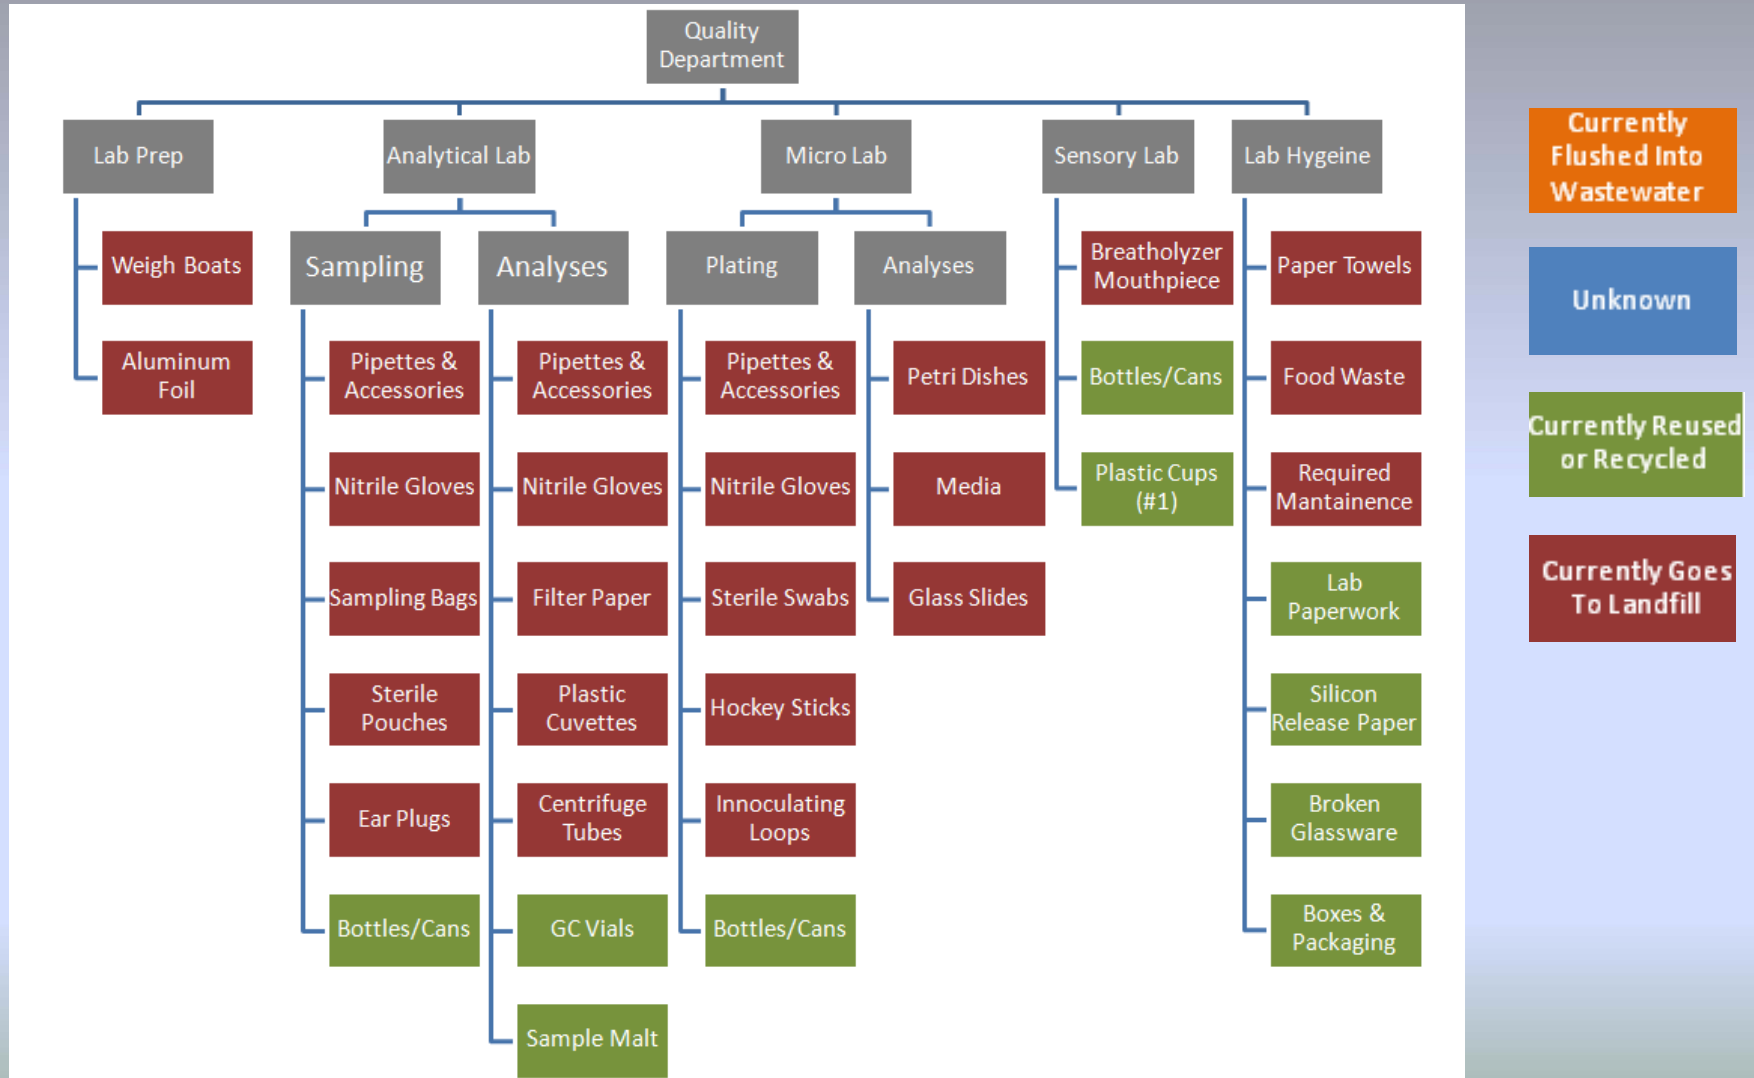 Quality
Department
Lab Prep
Analytical Lab
Micro Lab
Sensory Lab
Lab Hygeine
Weigh Boats
Aluminum
Foil
Sampling
Pipettes &
Accessories
Nitrile Gloves
Sampling Bags
Sterile
Pouches
Ear Plugs
Bottles/Cans
Analyses
Pipettes &
Accessories
Nitrile Gloves
Filter Paper
Plastic
Cuvettes
Centrifuge
Tubes
GC Vials
Sample Malt
Plating
Pipettes &
Accessories
Nitrile Gloves
Sterile Swabs
Hockey Sticks
Innoculating
Loops
Bottles/Cans
Analyses
Petri Dishes
Media
Glass Slides
Breatholyzer
Mouthpiece
Bottles/Cans
Plastic Cups
(#1)
Paper Towels
Food Waste
Required
Mantainence
Lab
Paperwork
Silicon
Release Paper
Broken
Glassware
Boxes &
Packaging
Currently
Flushed Into
Wastewater
Unknown
Currently Reused
or Recycled
Currently Goes
To Landfill